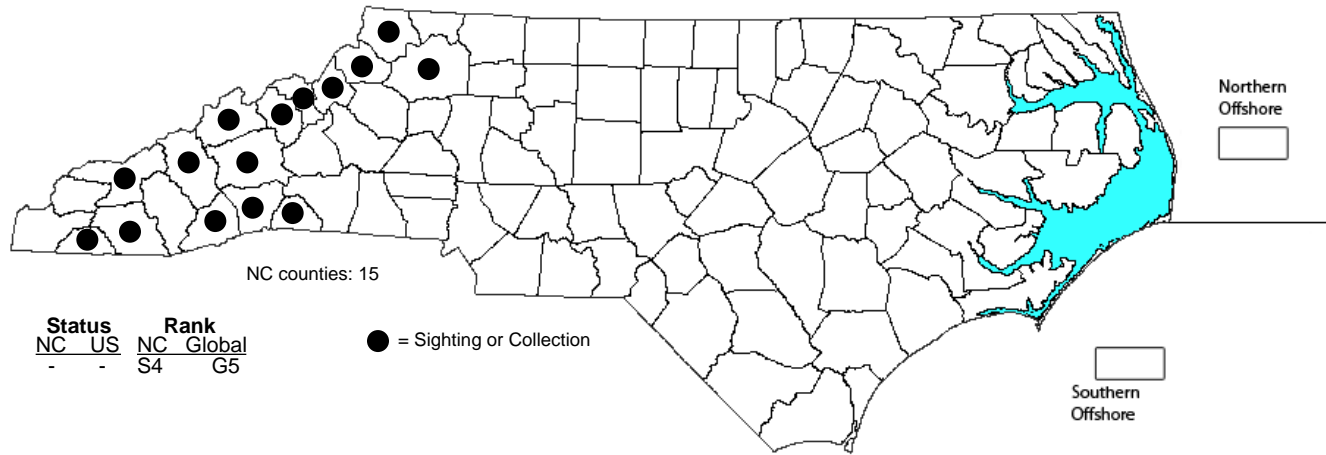 Northern
Offshore
NC counties: 15
Status Rank
NC US NC Global
- - S4 G5
= Sighting or Collection
Southern
Offshore